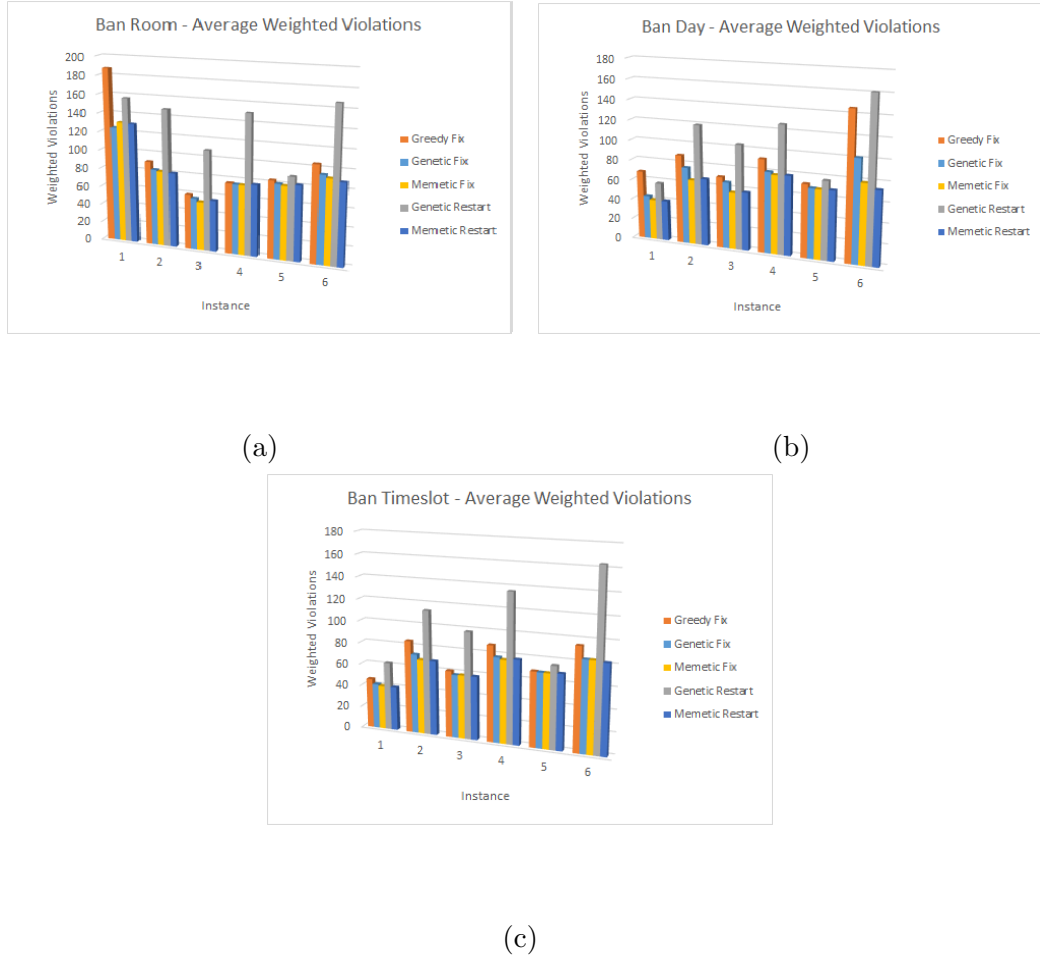 Ban Room - Average Weighted Violations
200
180
160
140
120
100
80
60
40
20
0
Weighted Violations
1 2 3 4 5 6
Instance
Greedy Fix
Genetic Fix
Memetic Fix
Genetic Restart
Memetic Restart
(a)
Ban Day - Average Weighted Violations
180
160
140
120
100
80
60
40
20
0
Weighted Violations
1 2 3 4 5 6
Instance
Greedy Fix
Genetic Fix
Memetic Fix
Genetic Restart
Memetic Restart
(b)
Ban Timeslot - Average Weighted Violations
180
160
140
120
100
80
60
40
20
0
Weighted Violations
1 2 3 4 5 6
Instance
Greedy Fix
Genetic Fix
Memetic Fix
Genetic Restart
Memetic Restart
(c)